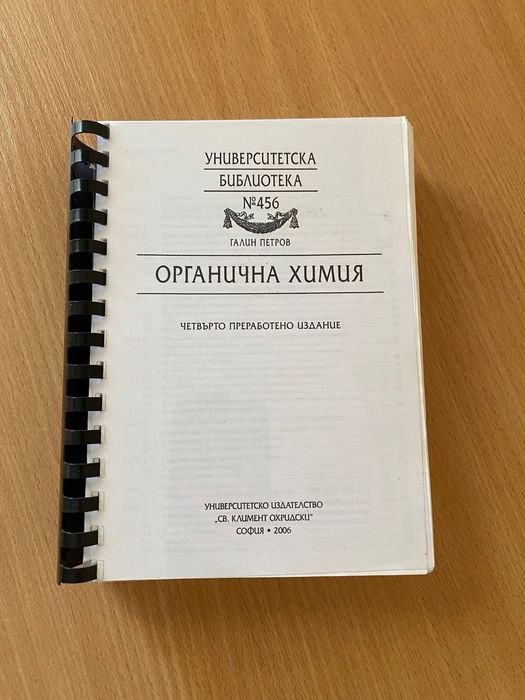 УНИВЕРСИТЕТСКА
БИБЛИОТЕКА
№456
ГАЛИН ПЕТРОВ
ОРГАНИЧНА ХИМИЯ
ЧЕТВЪРТО ПРЕРАБОТЕНО ИЗДАНИЕ
УНИВЕРСИТЕТСКО ИЗДАТЕЛСТВО
„СВ. КЛИМЕНТ ОХРИДСКИ“
СОФИЯ • 2006